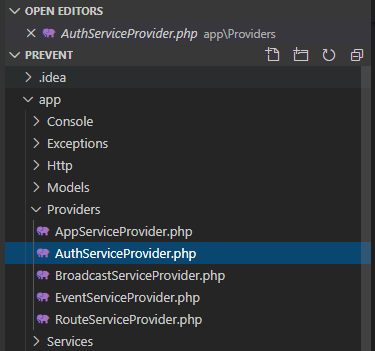 OPEN EDITORS
AuthServiceProvider.php app\Providers
PREVENT
.idea
app
Console
Exceptions
Http
Models
Providers
AppServiceProvider.php
AuthServiceProvider.php
BroadcastServiceProvider.php
EventServiceProvider.php
RouteServiceProvider.php
Services